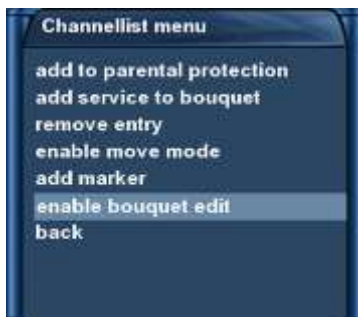 Channellist menu
add to parental protection
add service to bouquet
remove entry
enable move mode
add marker
enable bouquet edit
back